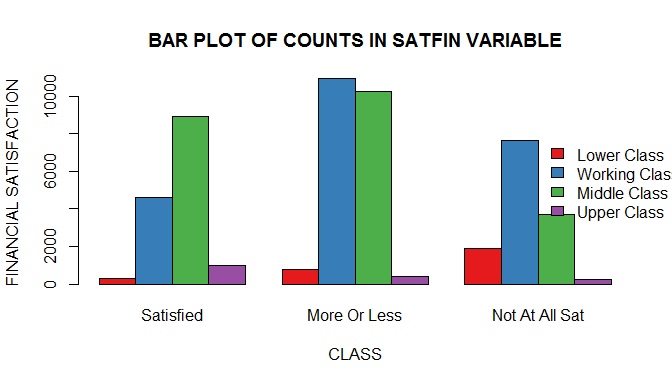 BAR PLOT OF COUNTS IN SATFIN VARIABLE
FINANCIAL SATISFACTION
10000
6000
2000
0
Lower Class
Working Clas
Middle Class
Upper Class
Satisfied
More Or Less
Not At All Sat
CLASS